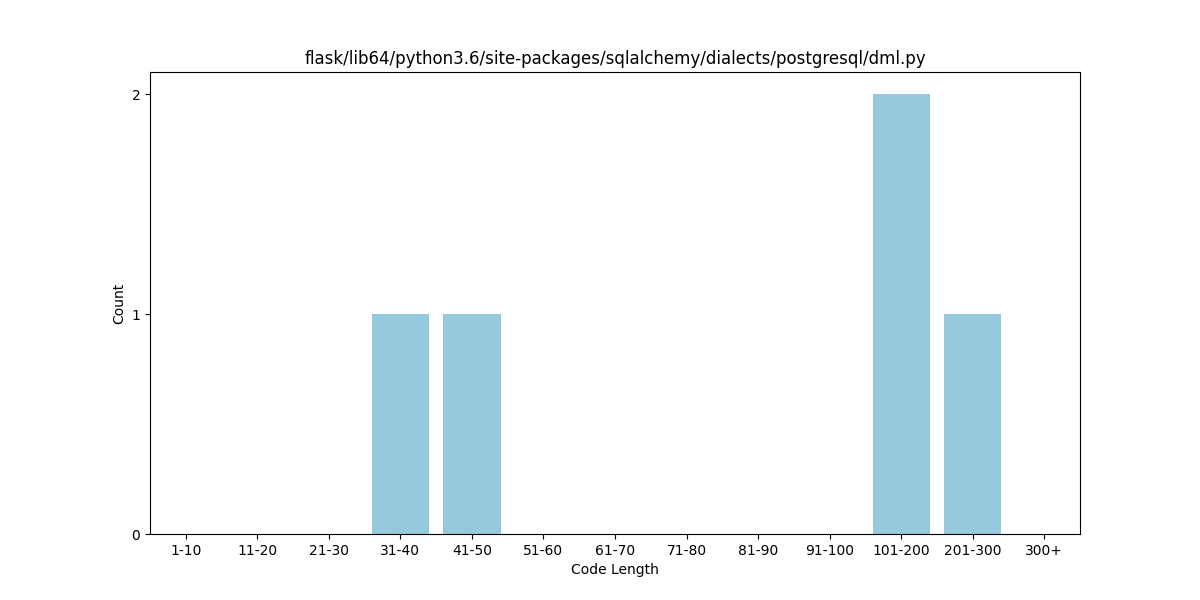 flask/lib64/python3.6/site-packages/sqlalchemy/dialects/postgresql/dml.py
2
1
0
Count
1-10 11-20 21-30 31-40 41-50 51-60 61-70 71-80 81-90 91-100 101-200 201-300 300+
Code Length